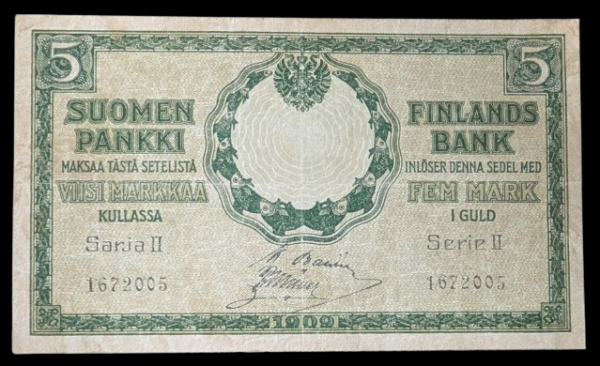 5 5
SUOMEN
PANKKI
MAKSAA TÄSTÄ SETELISTÄ
VIISI MARKKAA
KULLASSA
Sarja II
1672005
FINLANDS
BANK
INLÖSER DENNA SEDEL MED
FEM MARK
I GULD
Serie II
1672005
1909